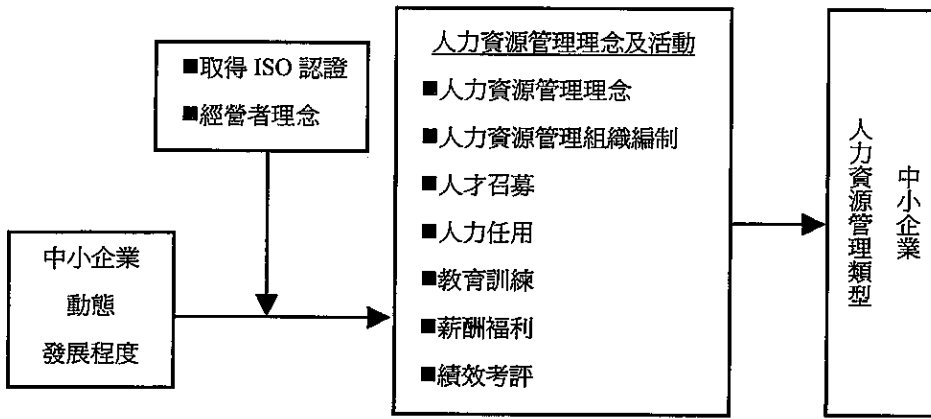 ■取得 ISO 認證
■經營者理念
中小企業
動態
發展程度
人力資源管理理念及活動
■人力資源管理理念
■人力資源管理組織編制
■人才召募
■人力任用
■教育訓練
■薪酬福利
■績效考評
中小企業
人力資源管理類型